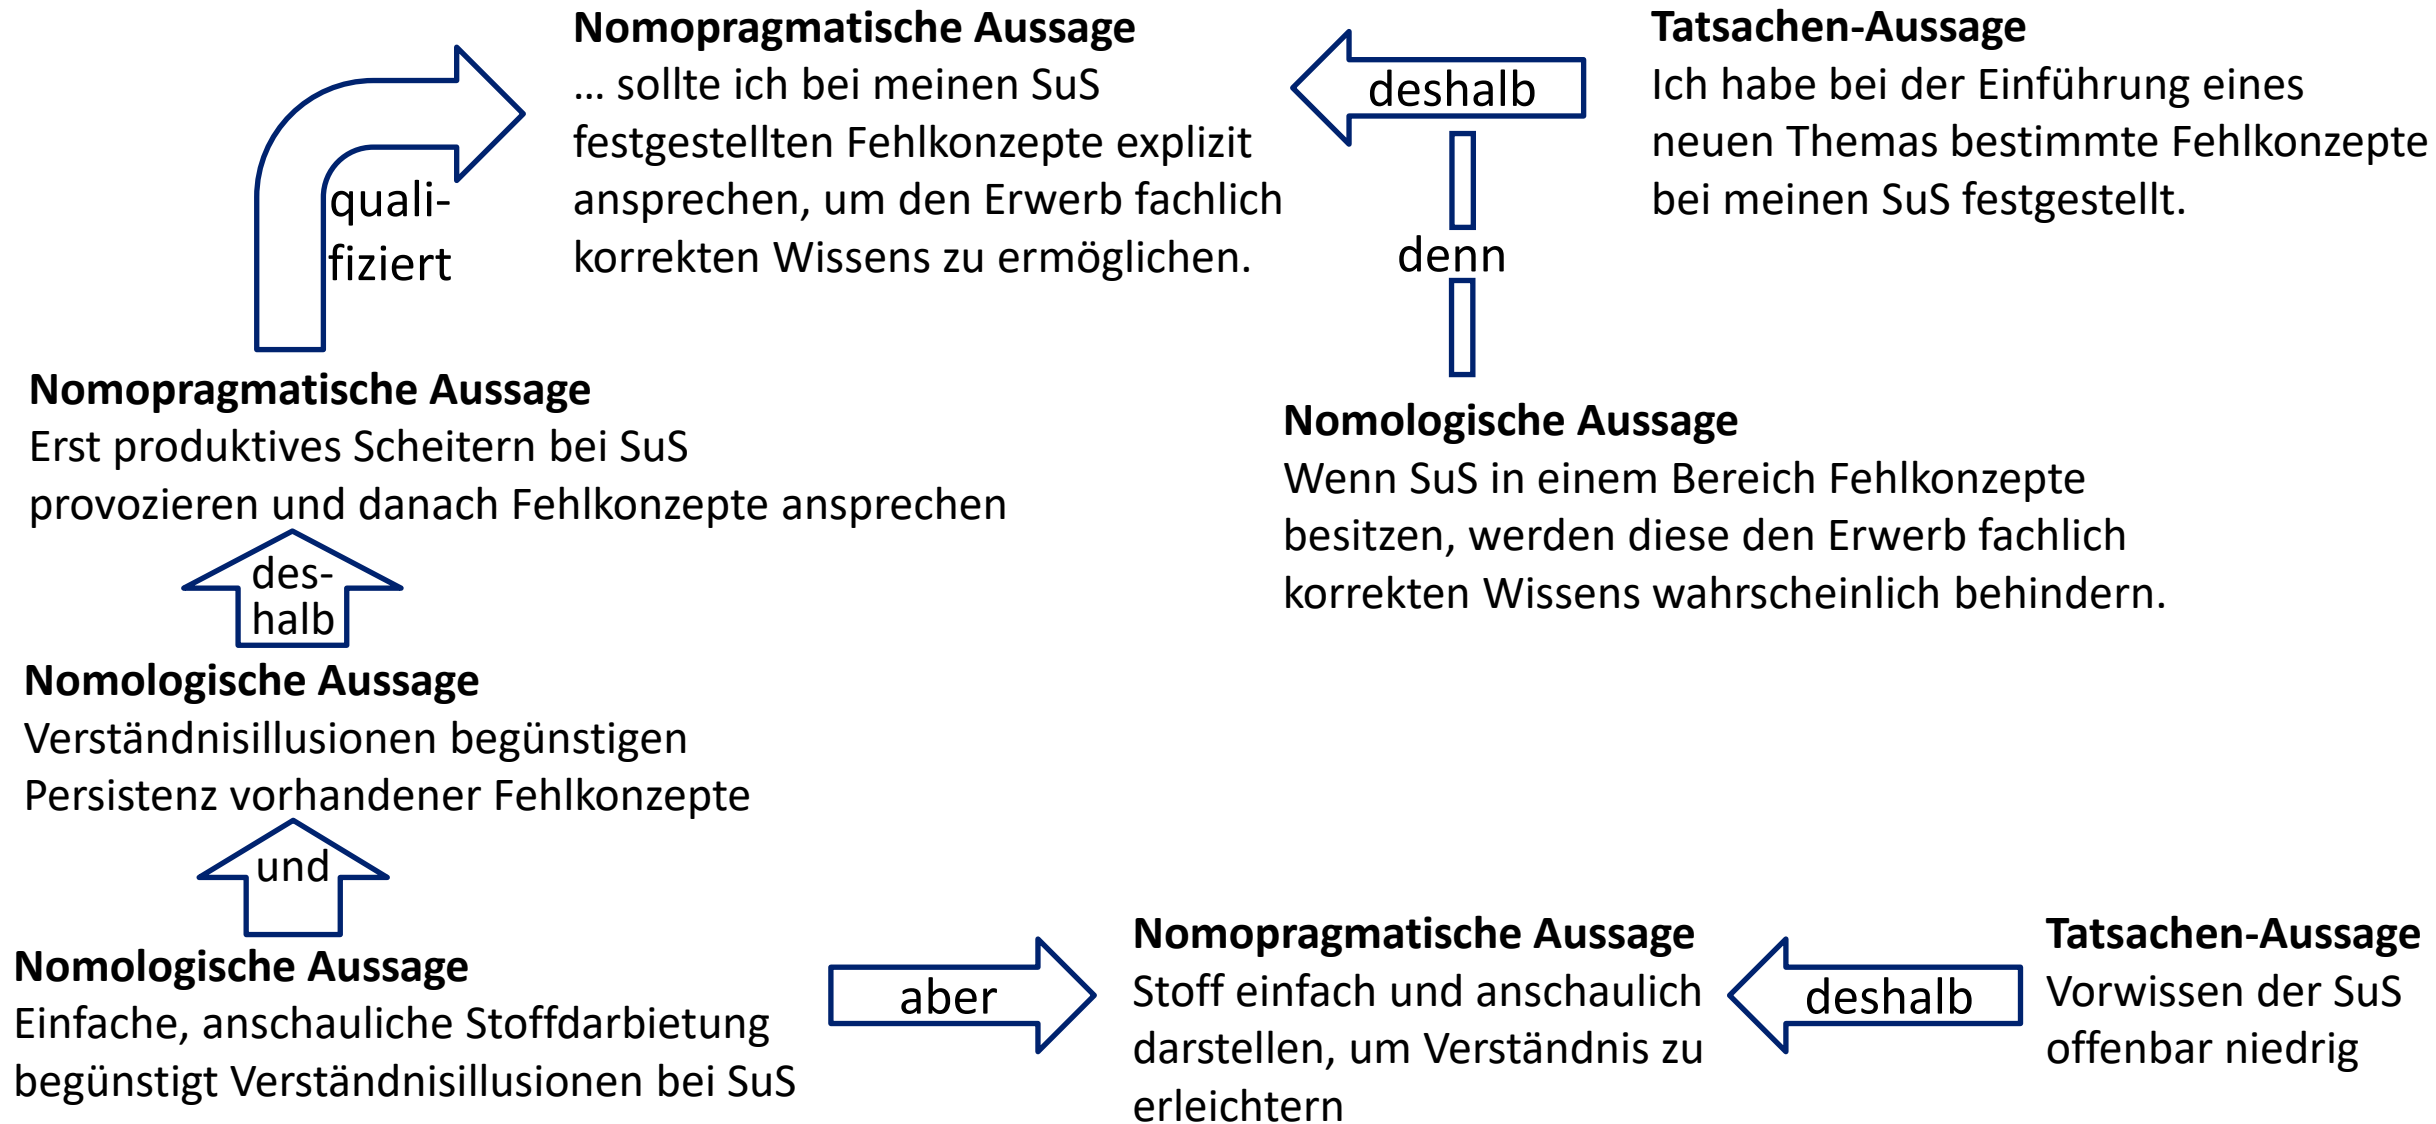 Nomopragmatische Aussage
… sollte ich bei meinen SuS
festgestellten Fehlkonzepte explizit
ansprechen, um den Erwerb fachlich
korrekten Wissens zu ermöglichen.
deshalb
Tatsachen-Aussage
Ich habe bei der Einführung eines
neuen Themas bestimmte Fehlkonzepte
bei meinen SuS festgestellt.
quali-
fiziert
denn
Nomopragmatische Aussage
Erst produktives Scheitern bei SuS
provozieren und danach Fehlkonzepte ansprechen
Nomologische Aussage
Wenn SuS in einem Bereich Fehlkonzepte
besitzen, werden diese den Erwerb fachlich
korrekten Wissens wahrscheinlich behindern.
des-
halb
Nomologische Aussage
Verständnisillusionen begünstigen
Persistenz vorhandener Fehlkonzepte
und
Nomologische Aussage
Einfache, anschauliche Stoffdarbietung
begünstigt Verständnisillusionen bei SuS
aber
Nomopragmatische Aussage
Stoff einfach und anschaulich
darstellen, um Verständnis zu
erleichtern
deshalb
Tatsachen-Aussage
Vorwissen der SuS
offenbar niedrig